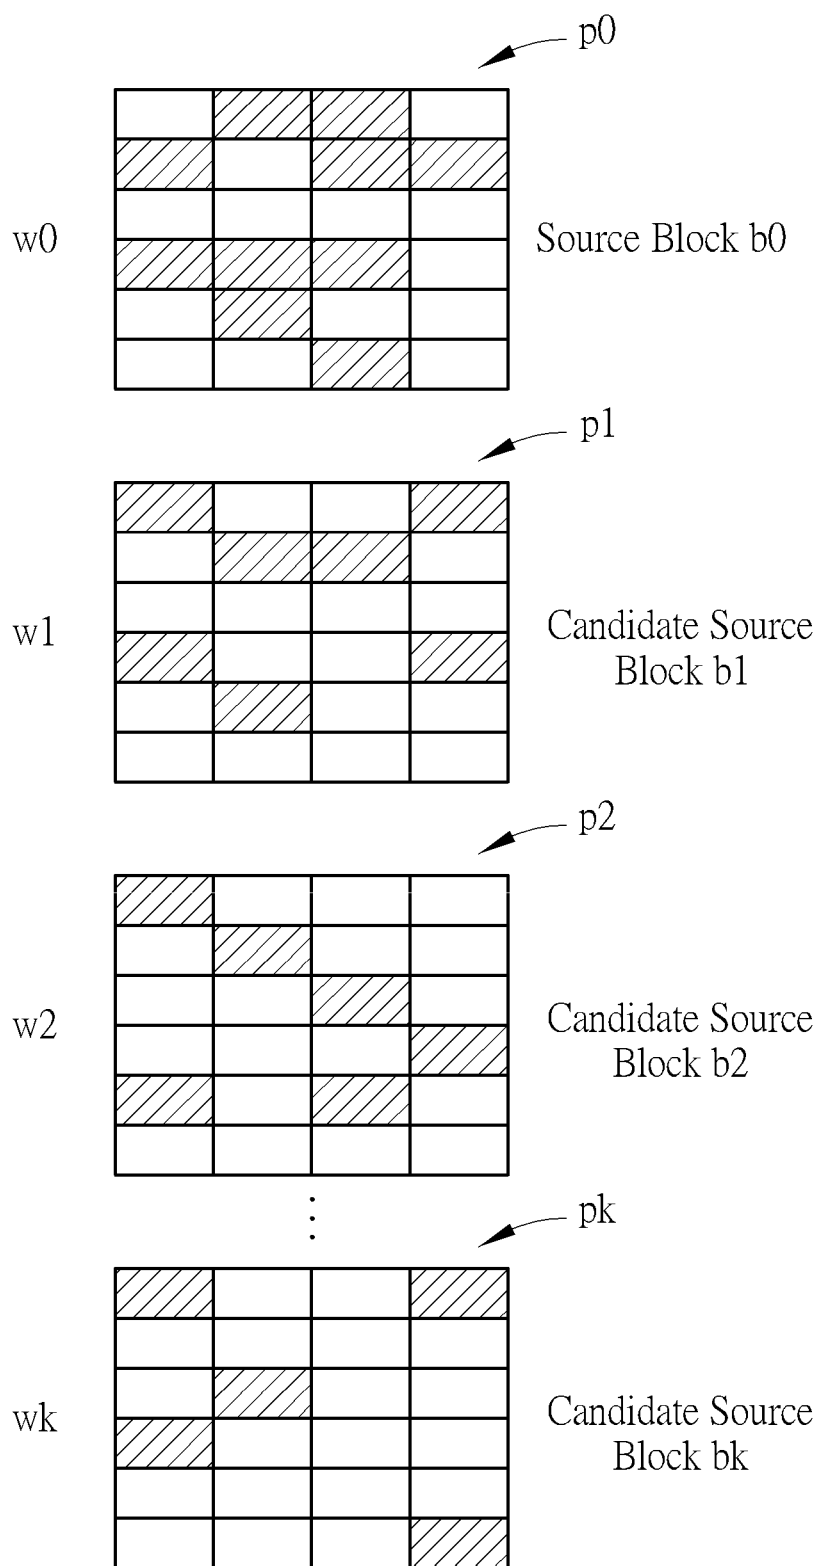 p0
w0
Source Block b0
p1
w1
Candidate Source
Block b1
p2
w2
Candidate Source
Block b2
pk
wk
Candidate Source
Block bk